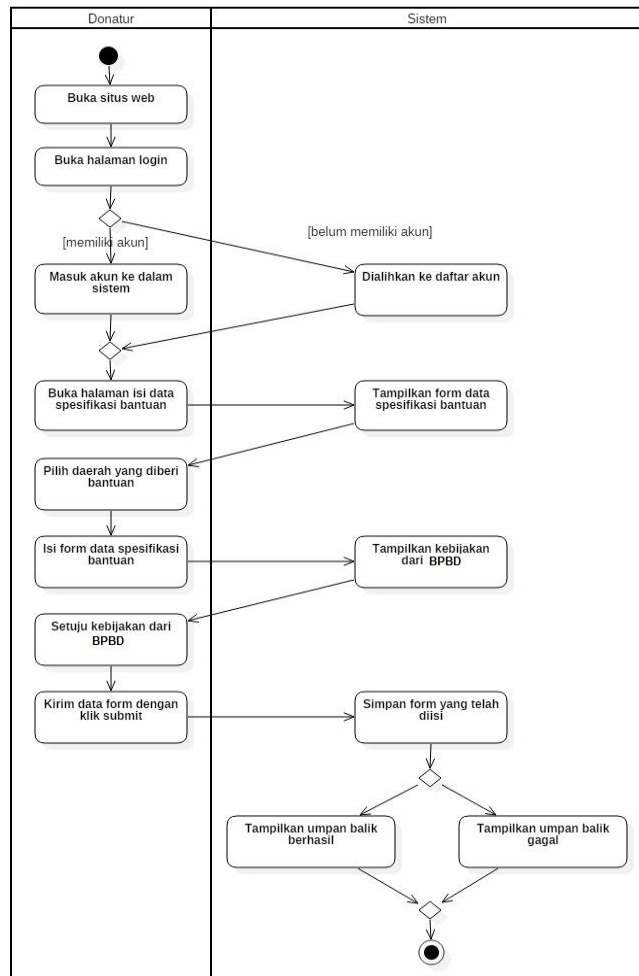 Donatur
Sistem
Buka situs web
Buka halaman login
[memiliki akun]
[belum memiliki akun]
Masuk akun ke dalam
sistem
Dialihkan ke daftar akun
Buka halaman isi data
spesifikasi bantuan
Tampilkan form data
spesifikasi bantuan
Pilih daerah yang diberi
bantuan
Isi form data spesifikasi
bantuan
Tampilkan kebijakan
dari BPBD
Setuju kebijakan dari
BPBD
Kirim data form dengan
klik submit
Simpan form yang telah
diisi
Tampilkan umpan balik
berhasil
Tampilkan umpan balik
gagal